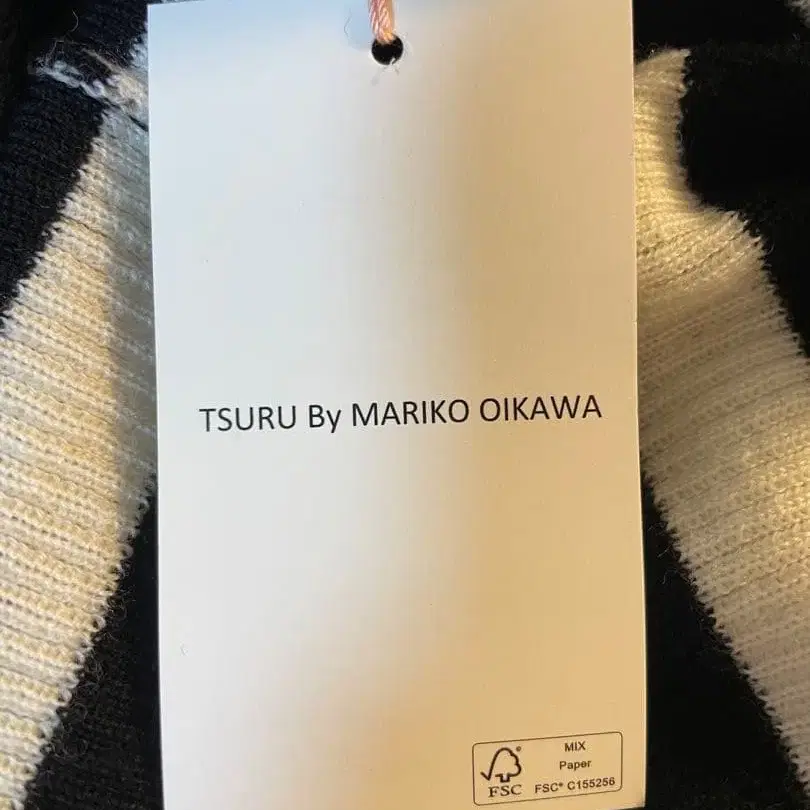 TSURU By MARIKO OIKAWA
MIX
Paper
FSC® C155256
FSC